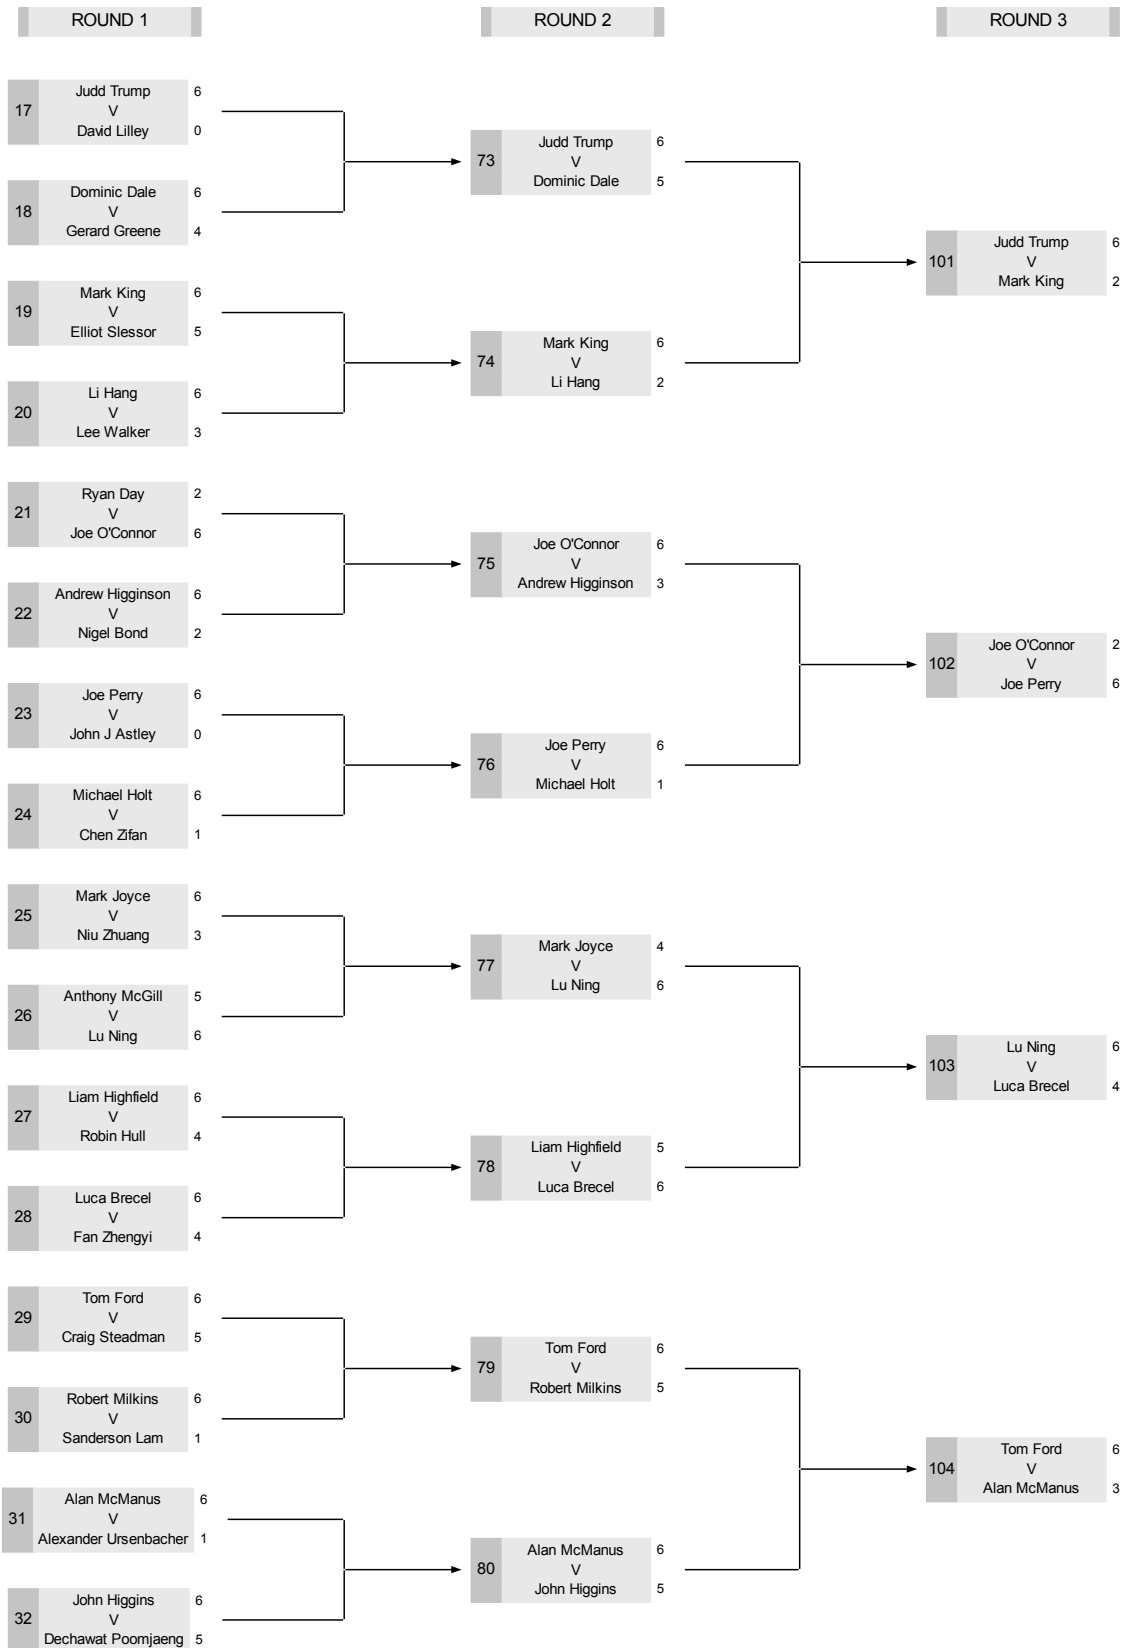 ROUND 1
ROUND 2
ROUND 3
17
Judd Trump 6
V
David Lilley 0
18
Dominic Dale 6
V
Gerard Greene 4
19
Mark King 6
V
Elliot Slessor 5
20
Li Hang 6
V
Lee Walker 3
21
Ryan Day 2
V
Joe O'Connor 6
22
Andrew Higginson 6
V
Nigel Bond 2
23
Joe Perry 6
V
John J Astley 0
24
Michael Holt 6
V
Chen Zifan 1
25
Mark Joyce 6
V
Niu Zhuang 3
26
Anthony McGill 5
V
Lu Ning 6
27
Liam Highfield 6
V
Robin Hull 4
28
Luca Brecel 6
V
Fan Zhengyi 4
29
Tom Ford 6
V
Craig Steadman 5
30
Robert Milkins 6
V
Sanderson Lam 1
31
Alan McManus 6
V
Alexander Ursenbacher 1
32
John Higgins 6
V
Dechawat Poomjaeng 5
73
Judd Trump 6
V
Dominic Dale 5
74
Mark King 6
V
Li Hang 2
75
Joe O'Connor 6
V
Andrew Higginson 3
76
Joe Perry 6
V
Michael Holt 1
77
Mark Joyce 4
V
Lu Ning 6
78
Liam Highfield 5
V
Luca Brecel 6
79
Tom Ford 6
V
Robert Milkins 5
80
Alan McManus 6
V
John Higgins 5
101
Judd Trump 6
V
Mark King 2
102
Joe O'Connor 2
V
Joe Perry 6
103
Lu Ning 6
V
Luca Brecel 4
104
Tom Ford 6
V
Alan McManus 3